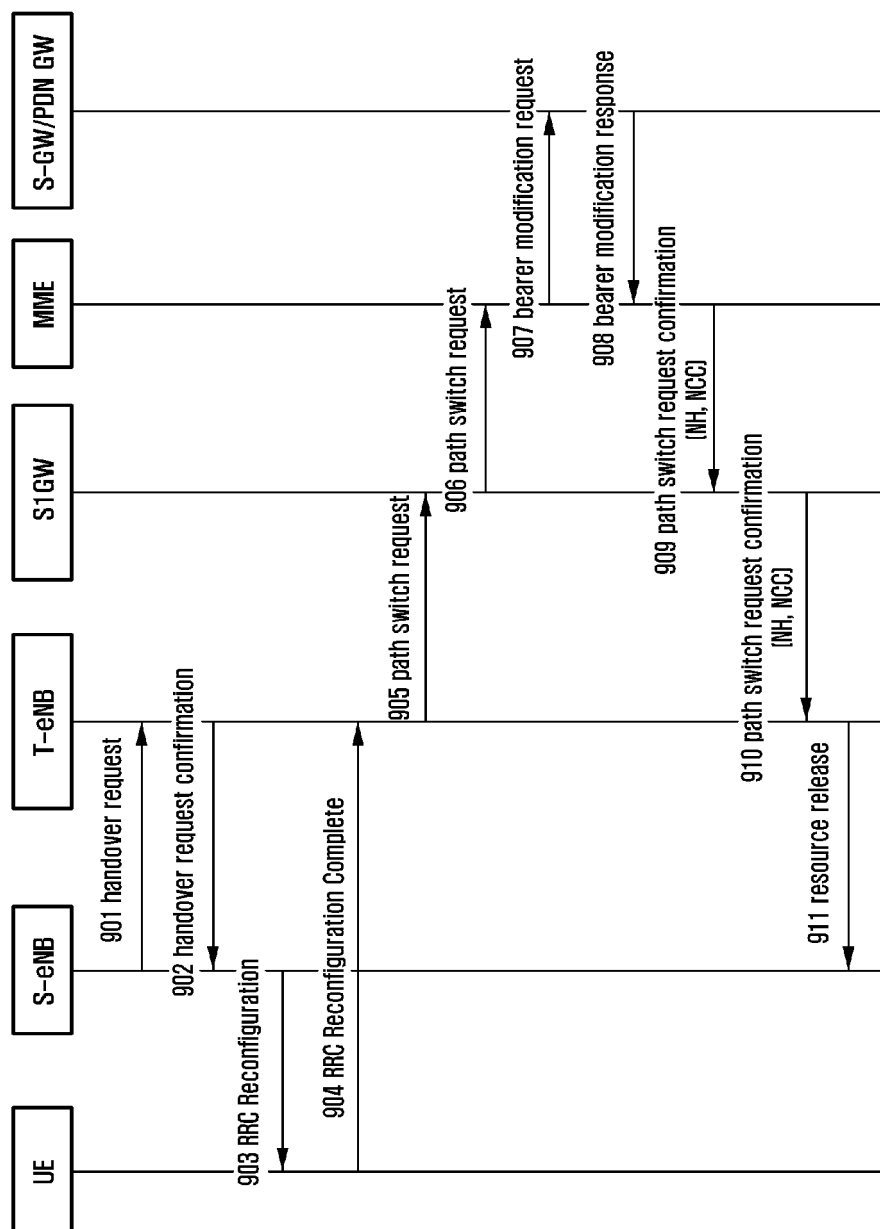 UE
S-eNB
T-eNB
S1GW
MME
S-GW/PDN GW
901 handover request
902 handover request confirmation
903 RRC Reconfiguration
904 RRC Reconfiguration Complete
905 path switch request
906 path switch request
907 bearer modification request
908 bearer modification response
909 path switch request confirmation
(NH, NCC)
910 path switch request confirmation
(NH, NCC)
911 resource release